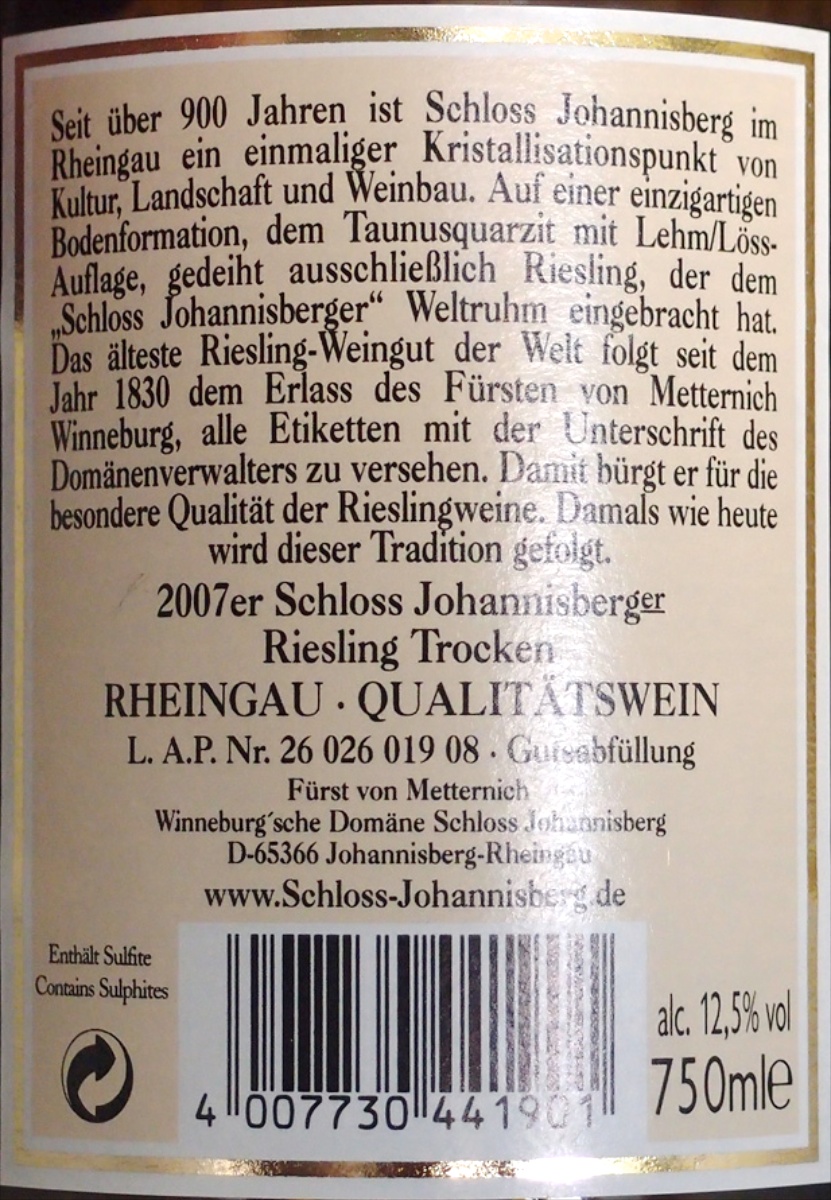 Seit über 900 Jahren ist Schloss Johannisberg im
Rheingau ein einmaliger Kristallisationspunkt von
Kultur, Landschaft und Weinbau. Auf einer einzigartigen
Bodenformation, dem Taunusquarzit mit Lehm/Löss-
Auflage, gedeiht ausschließlich Riesling, der dem
„Schloss Johannisberger“ Weltruhm eingebracht hat.
Das älteste Riesling-Weingut der Welt folgt seit dem
Jahr 1830 dem Erlass des Fürsten von Metternich
Winneburg, alle Etiketten mit der Unterschrift des
Domänenverwalters zu versehen. Damit bürgt er für die
besondere Qualität der Rieslingweine. Damals wie heute
wird dieser Tradition gefolgt.
2007er Schloss Johannisberger
Riesling Trocken
RHEINGAU · QUALITÄTSWEIN
L. A.P. Nr. 26 026 019 08 · Gutsabfüllung
Fürst von Metternich
Winneburg´sche Domäne Schloss Johannisberg
D-65366 Johannisberg-Rheingau
www.Schloss-Johannisberg.de
Enthält Sulfite
Contains Sulphites
alc. 12,5% vol
750ml℮
4 007730 441901